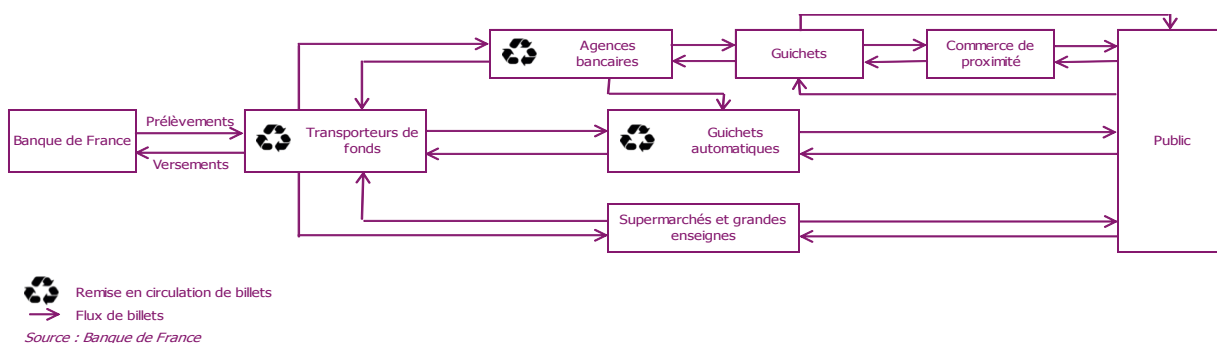 Agences
bancaires
Guichets
Commerce de
proximité
Banque de France
Prélèvements
Versements
Transporteurs de
fonds
Guichets
automatiques
Public
Supermarchés et grandes
enseignes
Remise en circulation de billets
Flux de billets
Source : Banque de France